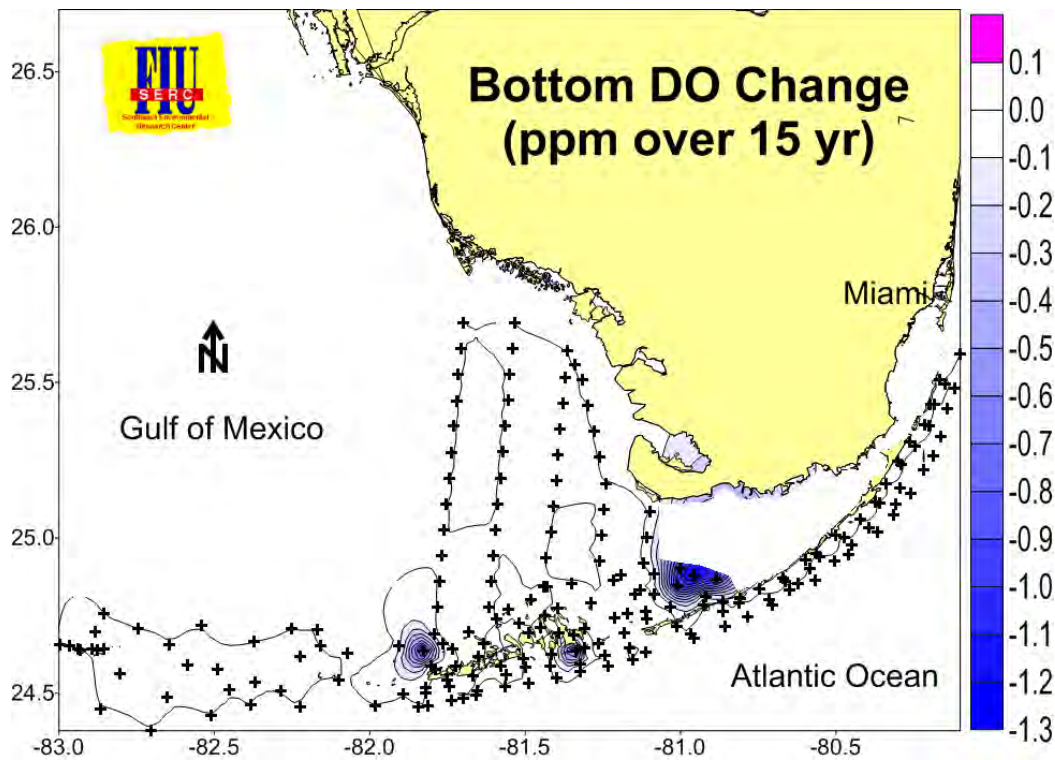 FIU
SERC
Southeast Environmental
Research Center
Bottom DO Change
(ppm over 15 yr)
Miami
N
Gulf of Mexico
Atlantic Ocean
26.5
26.0
25.5
25.0
24.5
-83.0
-82.5
-82.0
-81.5
-81.0
-80.5
0.1
0.0
-0.1
-0.2
-0.3
-0.4
-0.5
-0.6
-0.7
-0.8
-0.9
-1.0
-1.1
-1.2
-1.3